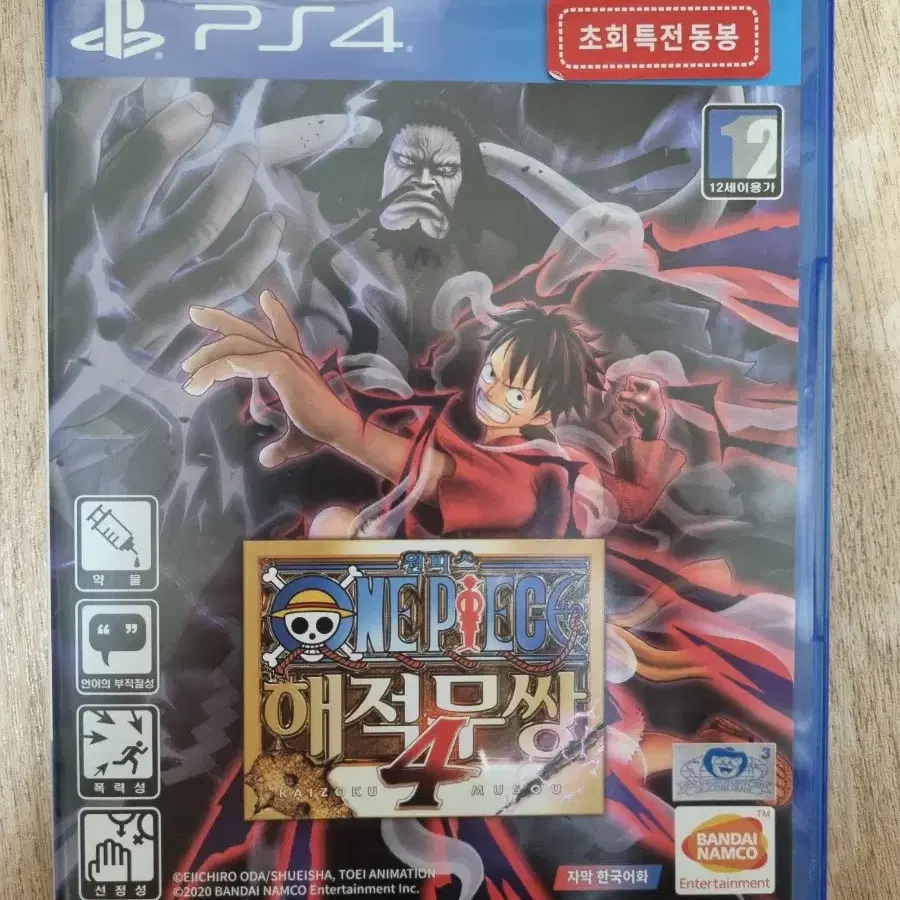 PS4
초회특전동봉
12
12세이용가
약물
언어의 부적절성
폭력성
선정성
원피스
ONE PIECE
해적무쌍
4
KAIZOKU MUSOU
3
©EIICHIRO ODA/SHUEISHA, TOEI ANIMATION
©2020 BANDAI NAMCO Entertainment Inc.
자막 한국어화
BANDAI
NAMCO
Entertainment
TM